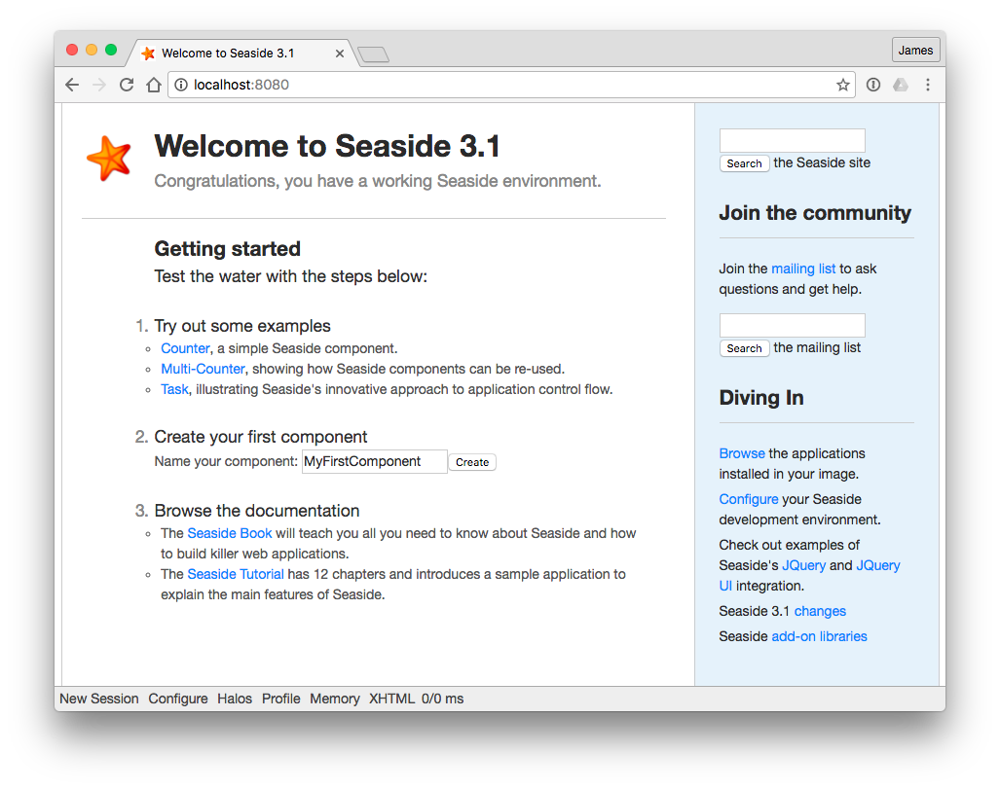 Welcome to Seaside 3.1
James
localhost:8080
Welcome to Seaside 3.1
Congratulations, you have a working Seaside environment.
Getting started
Test the water with the steps below:
1. Try out some examples
Counter, a simple Seaside component.
Multi-Counter, showing how Seaside components can be re-used.
Task, illustrating Seaside's innovative approach to application control flow.
2. Create your first component
Name your component: MyFirstComponent Create
3. Browse the documentation
The Seaside Book will teach you all you need to know about Seaside and how
to build killer web applications.
The Seaside Tutorial has 12 chapters and introduces a sample application to
explain the main features of Seaside.
Search the Seaside site
Join the community
Join the mailing list to ask
questions and get help.
Search the mailing list
Diving In
Browse the applications
installed in your image.
Configure your Seaside
development environment.
Check out examples of
Seaside's JQuery and JQuery
UI integration.
Seaside 3.1 changes
Seaside add-on libraries
New Session Configure Halos Profile Memory XHTML 0/0 ms